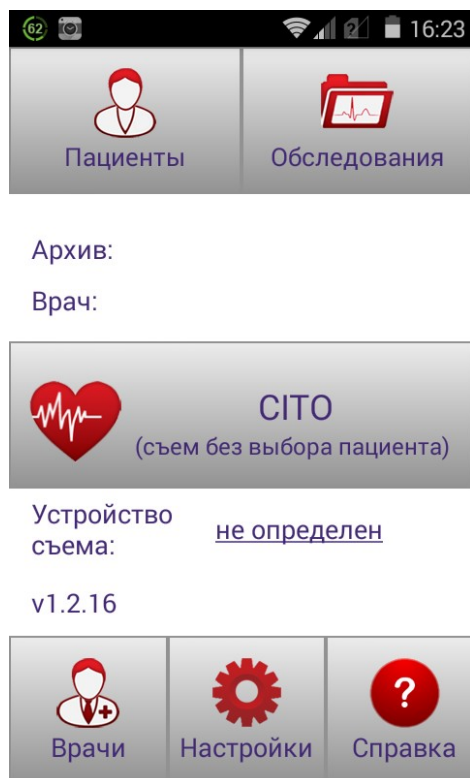 62
16:23
Пациенты
Обследования
Архив:
Врач:
CITO
(съем без выбора пациента)
Устройство
съема:
не определен
v1.2.16
Врачи
Настройки
?
Справка